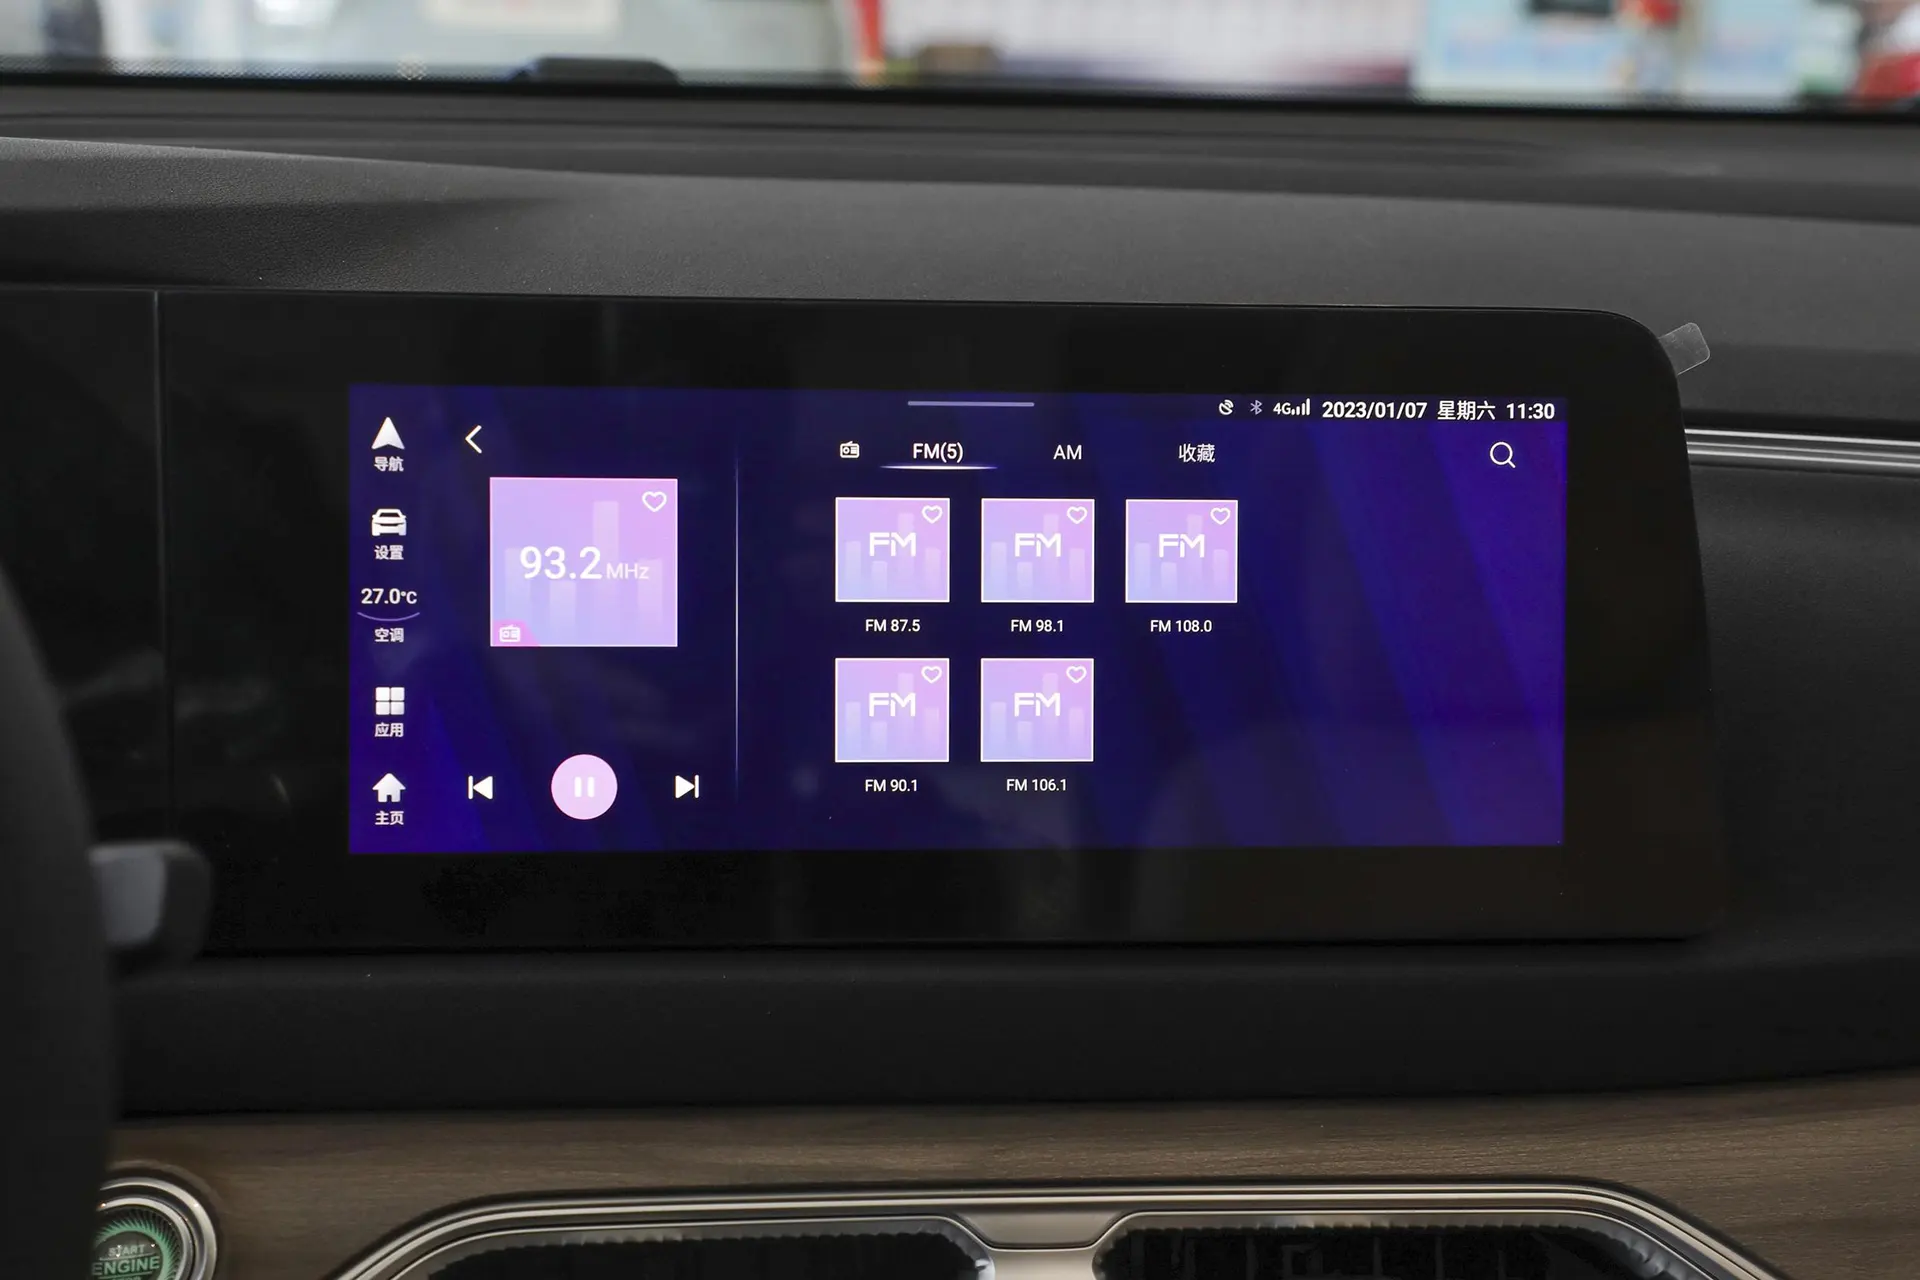 4G 2023/01/07 星期六 11:30
导航
设置
27.0°C
空调
应用
主页
93.2 MHz
FM(5) AM 收藏
FM FM FM
FM 87.5 FM 98.1 FM 108.0
FM FM
FM 90.1 FM 106.1
START
ENGINE